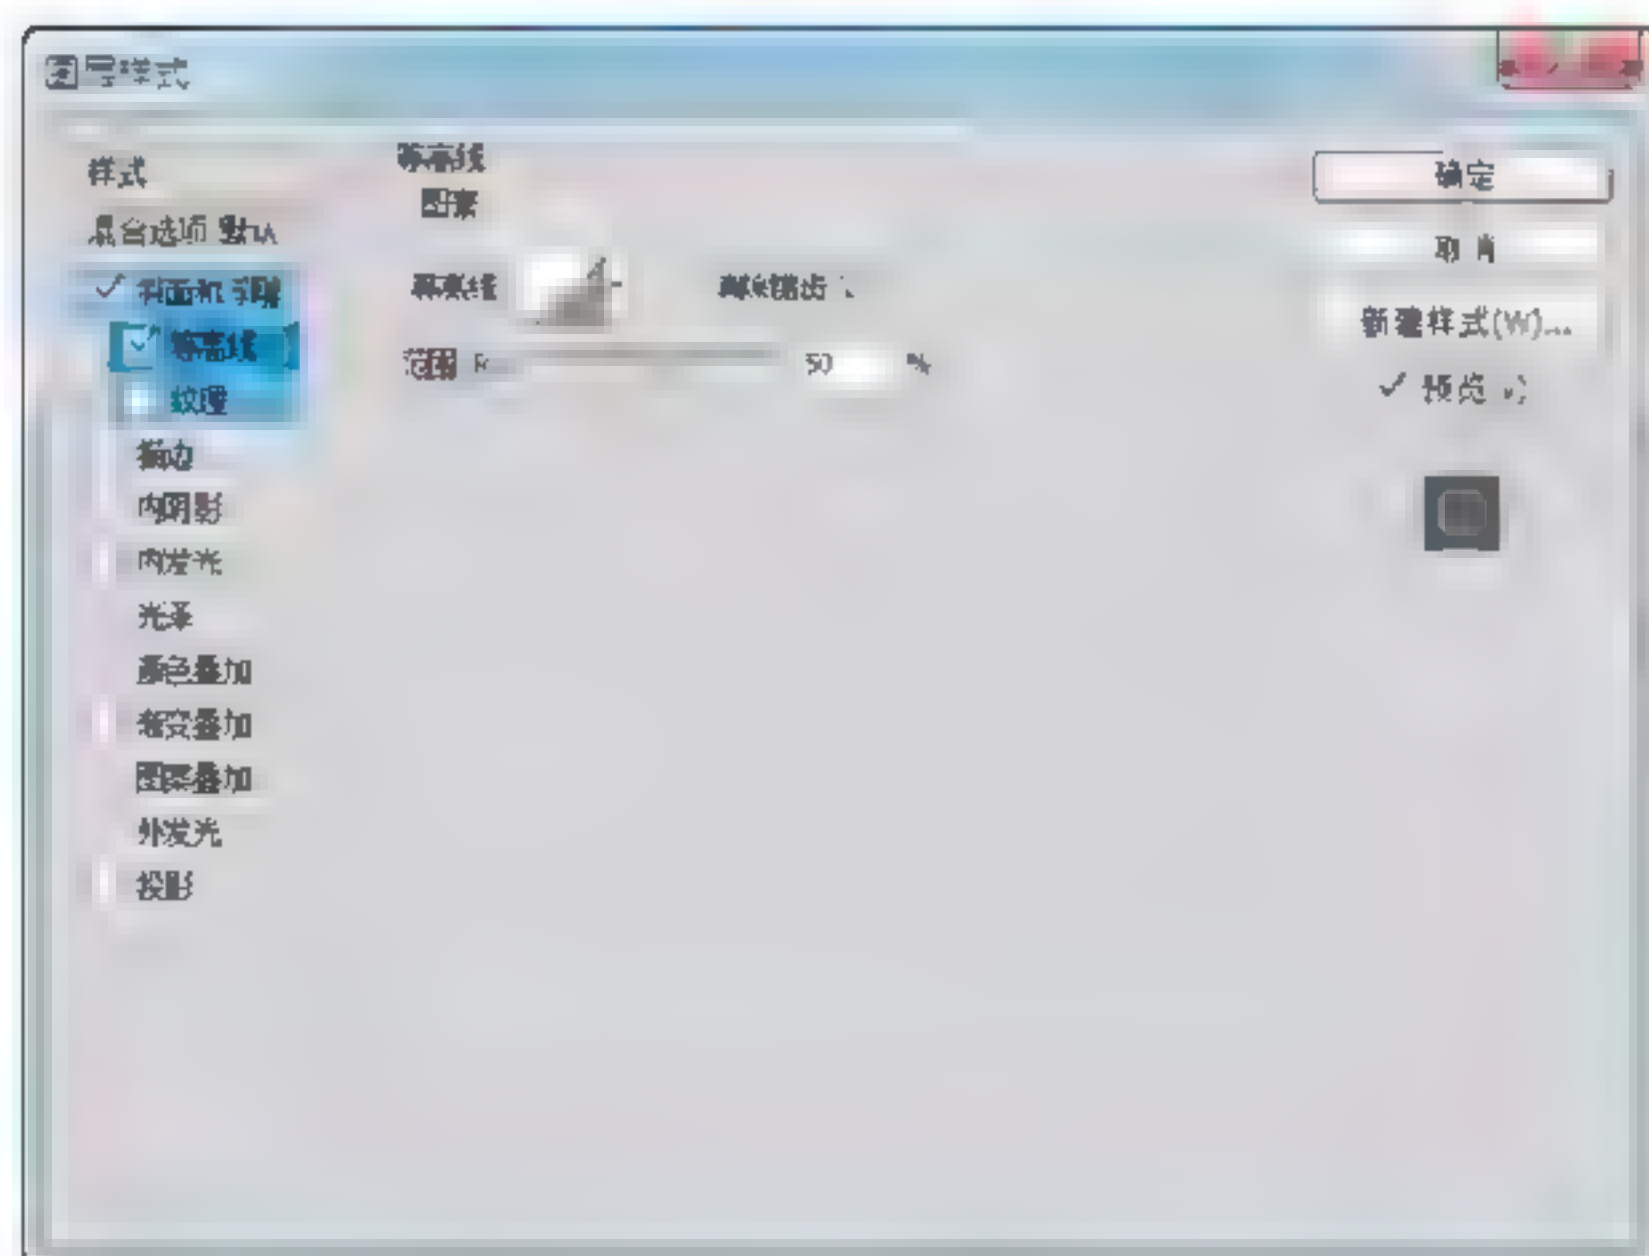 图层样式
样式
混合选项 默认
斜面和浮雕
等高线
纹理
描边
内阴影
内发光
光泽
颜色叠加
渐变叠加
图案叠加
外发光
投影
等高线
图素
等高线
消除锯齿
范围 R
50 %
确定
取消
新建样式(W)...
预览